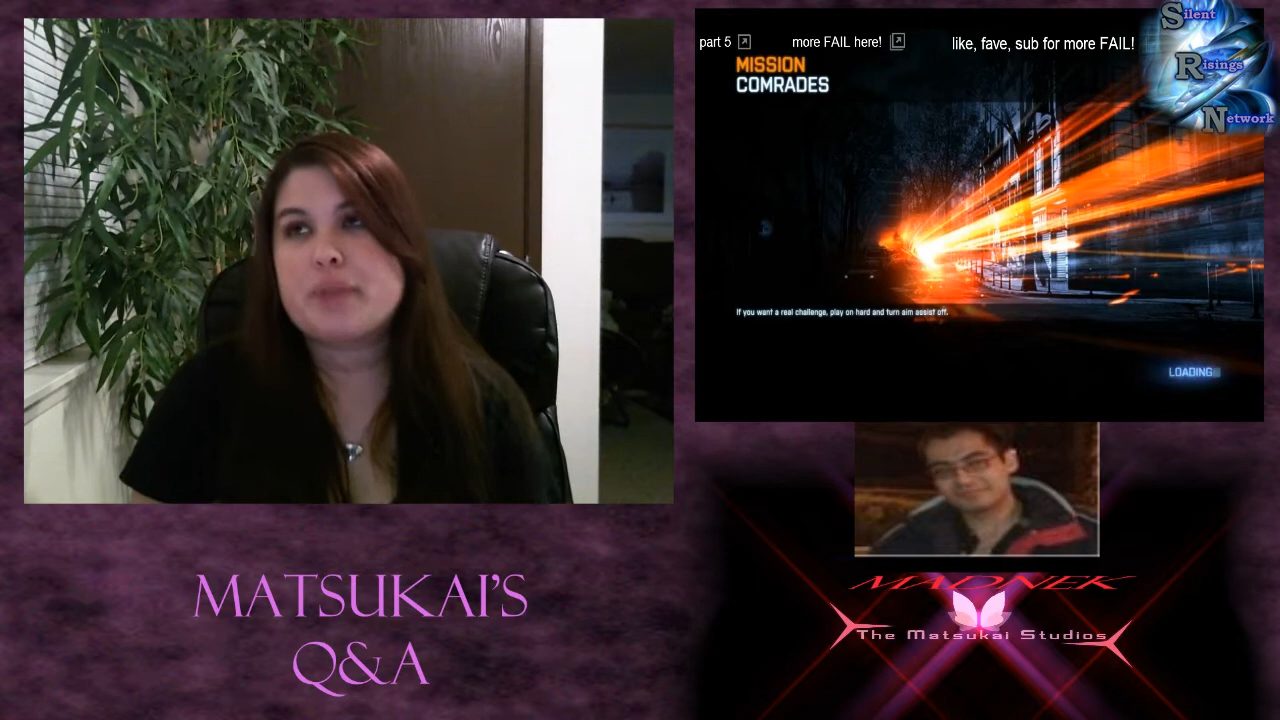 part 5
more FAIL here!
like, fave, sub for more FAIL!
Silent
Risings
Network
MISSION
COMRADES
If you want a real challenge, play on hard and turn aim assist off.
LOADING
MATSUKAI'S
Q&A
MADNEK
The Matsukai Studios